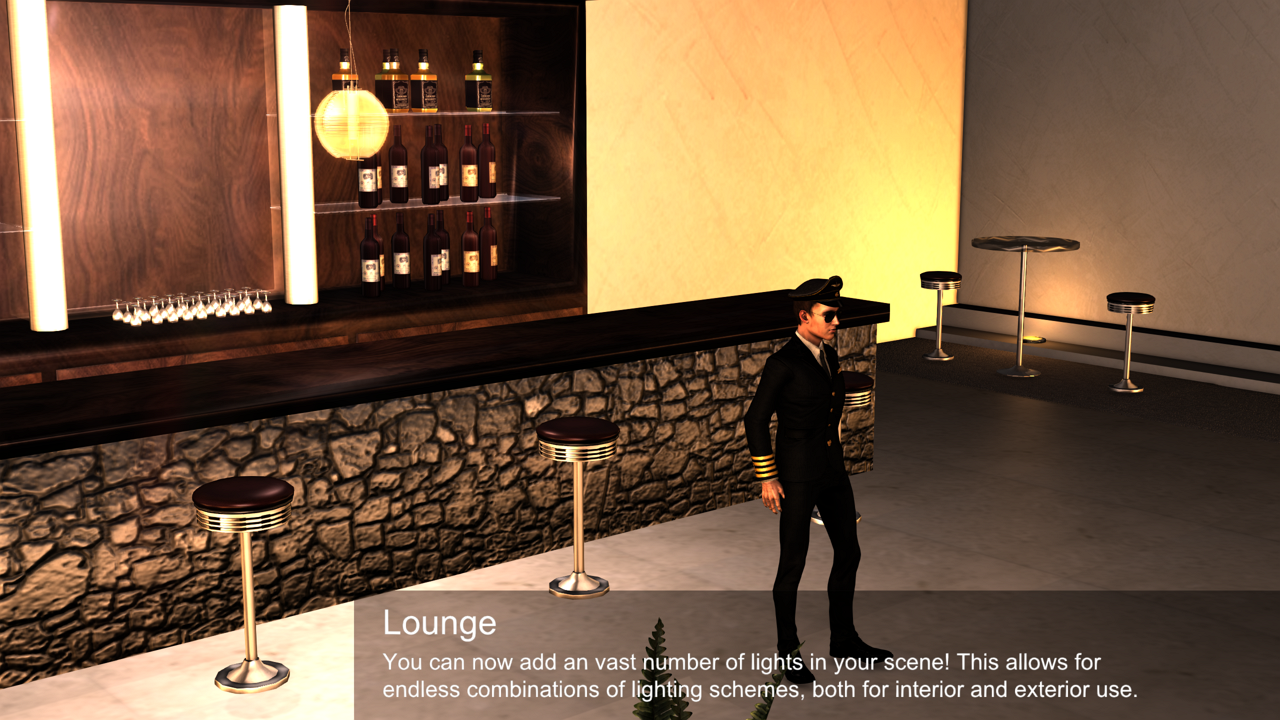 Lounge
You can now add an vast number of lights in your scene! This allows for
endless combinations of lighting schemes, both for interior and exterior use.